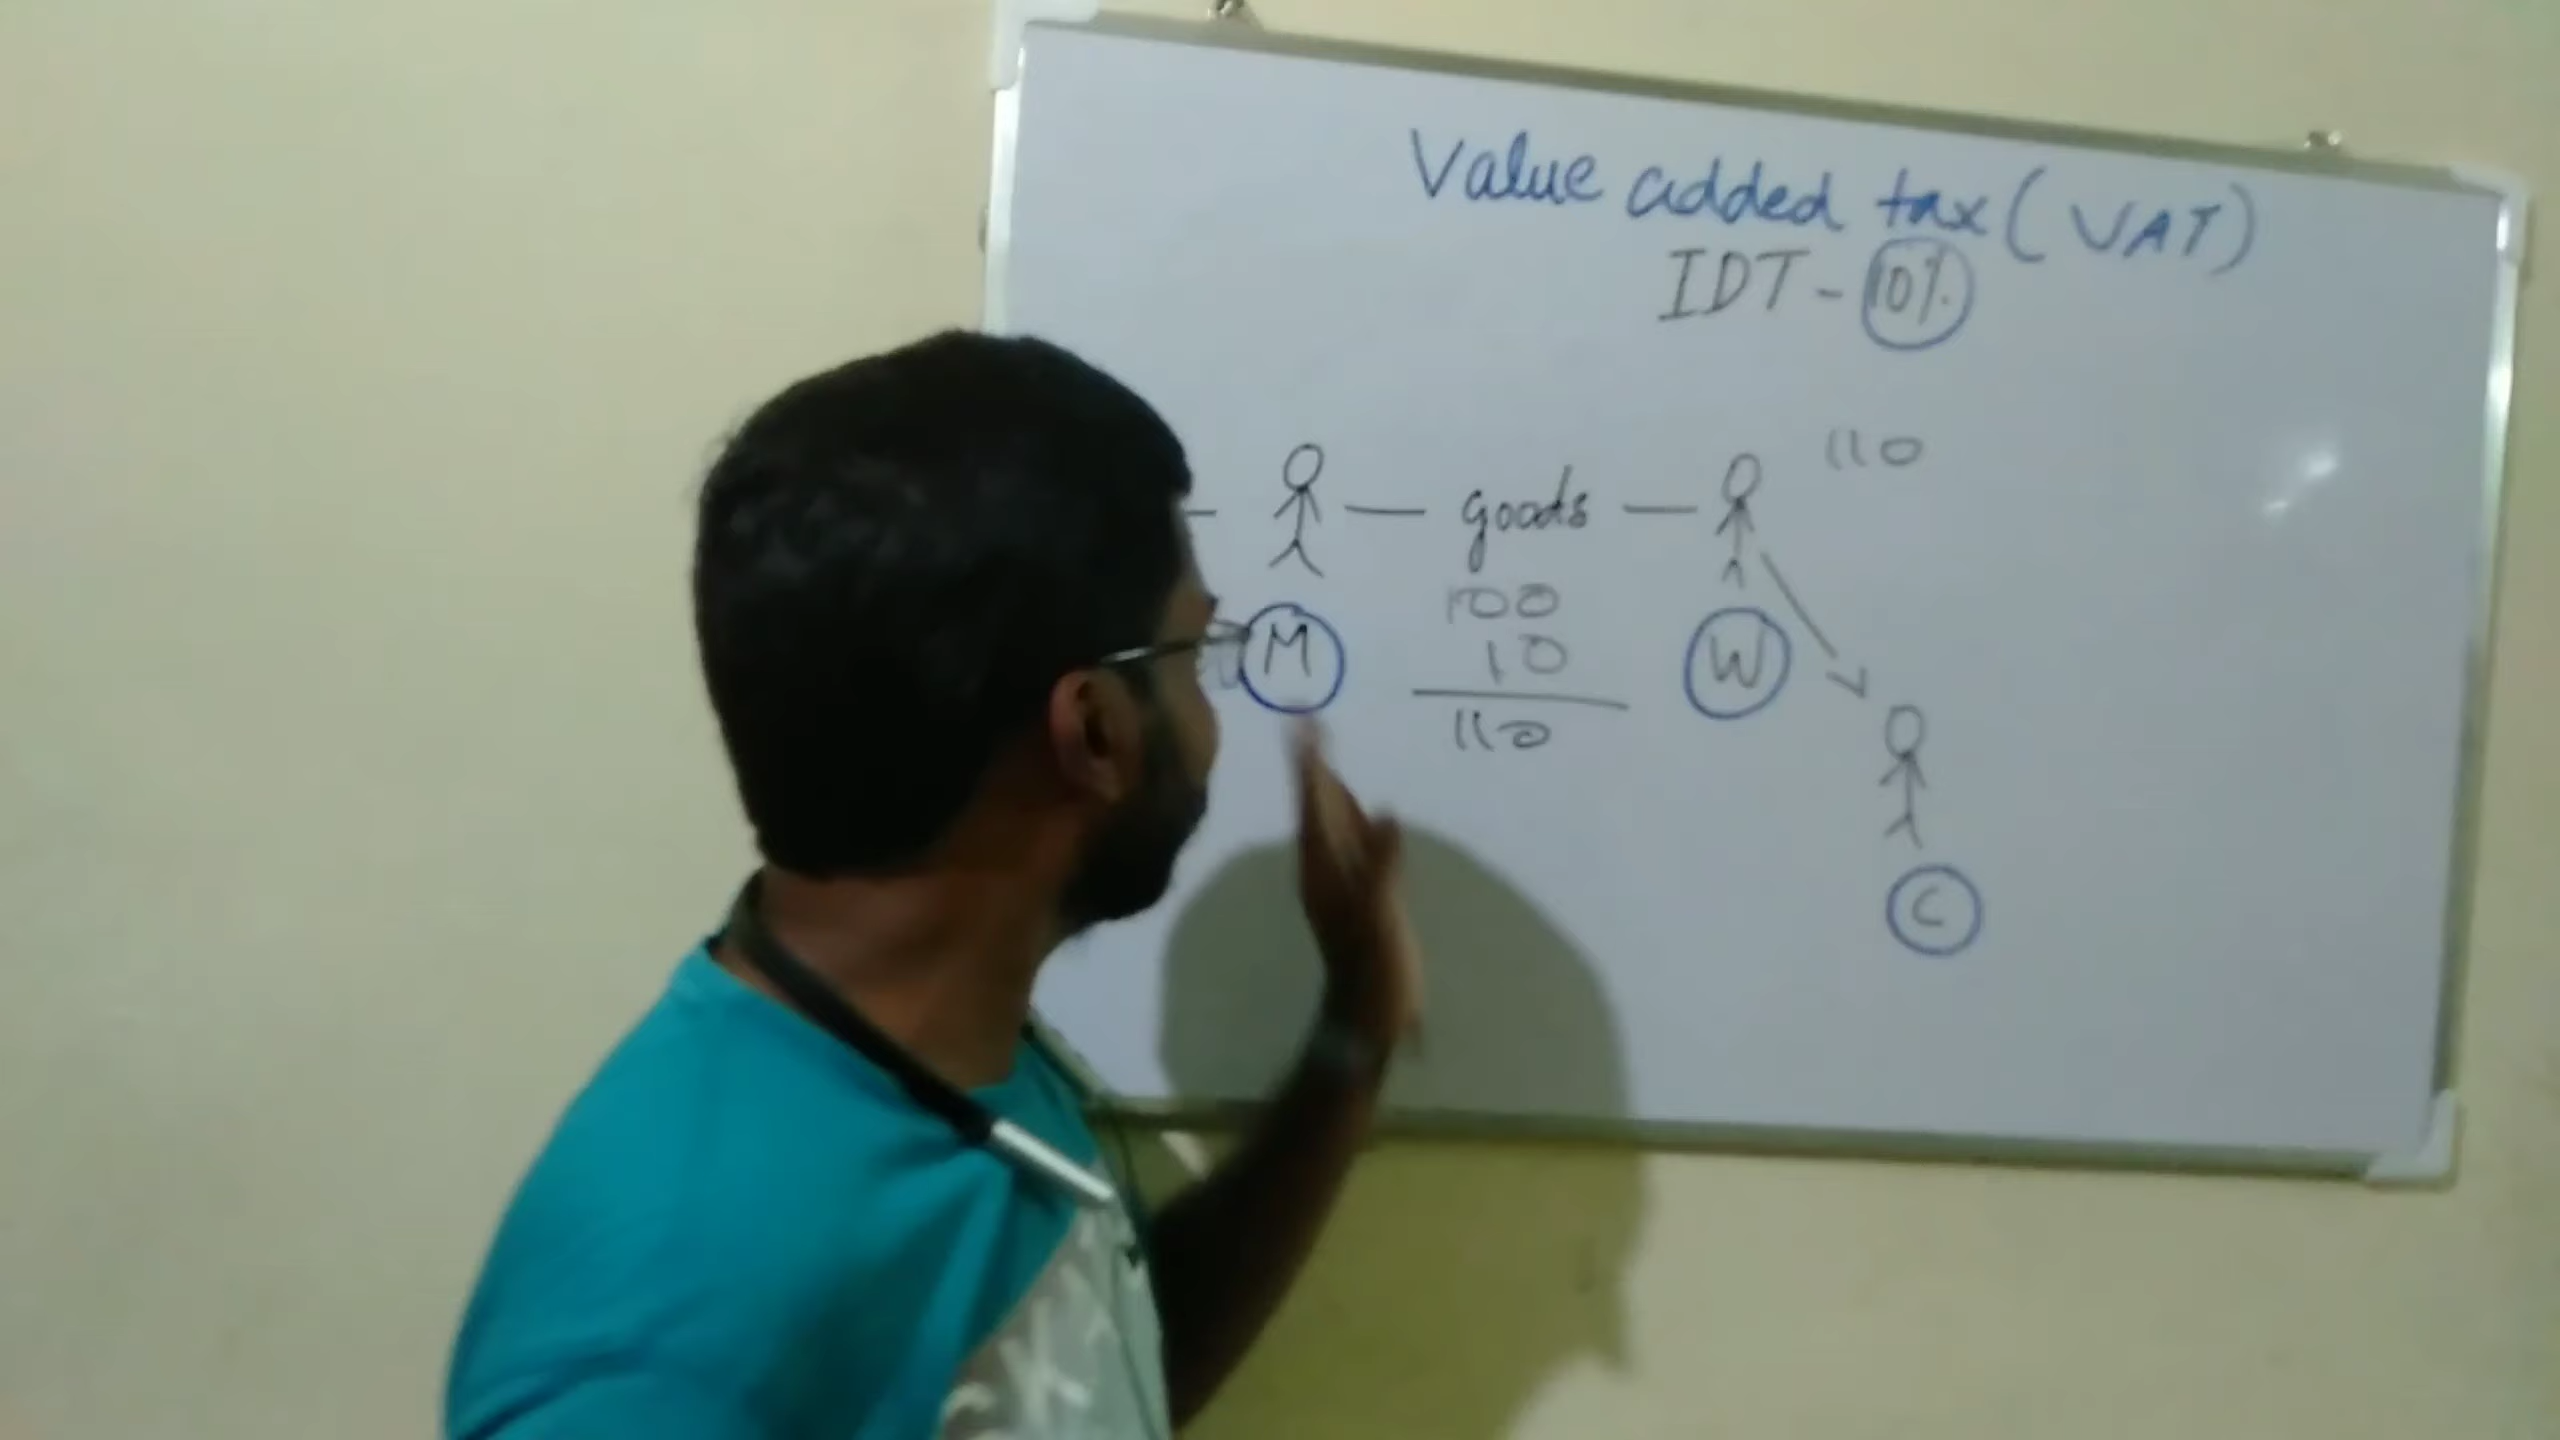 Value added tax (VAT)
IDT - 10%
110
— goods —
100
10
110
M
W
C